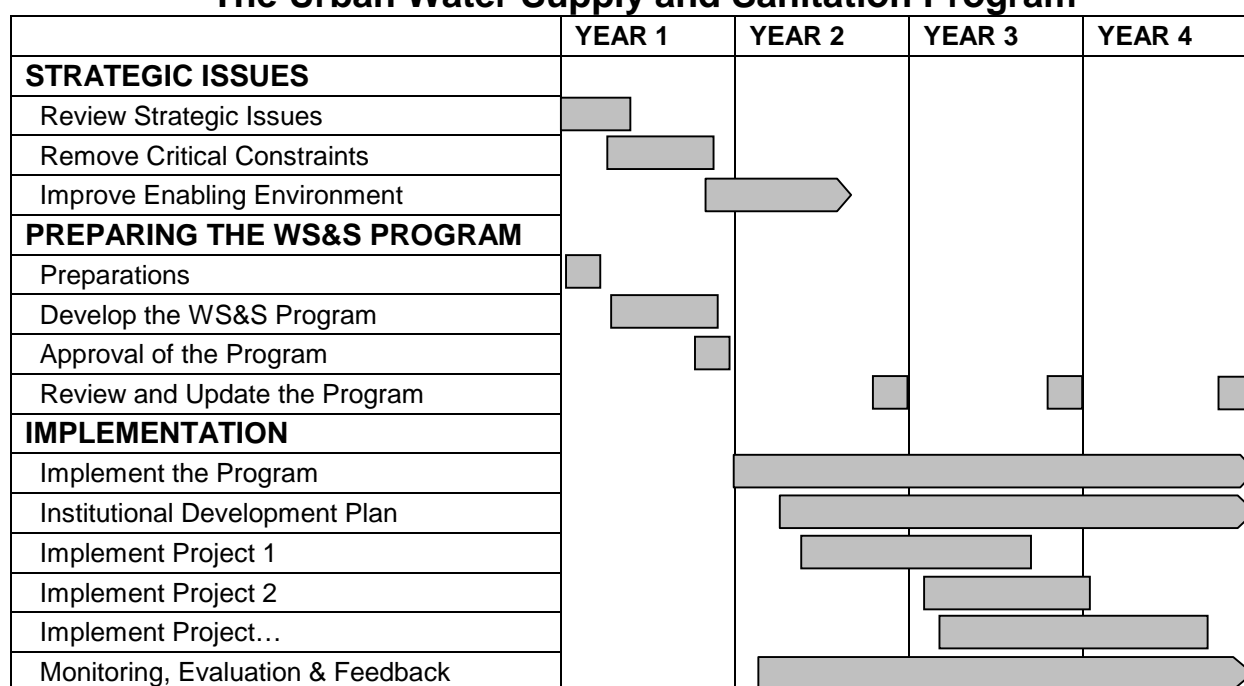 The Urban Water Supply and Sanitation Program
YEAR 1 YEAR 2 YEAR 3 YEAR 4
STRATEGIC ISSUES
Review Strategic Issues
Remove Critical Constraints
Improve Enabling Environment
PREPARING THE WS&S PROGRAM
Preparations
Develop the WS&S Program
Approval of the Program
Review and Update the Program
IMPLEMENTATION
Implement the Program
Institutional Development Plan
Implement Project 1
Implement Project 2
Implement Project…
Monitoring, Evaluation & Feedback